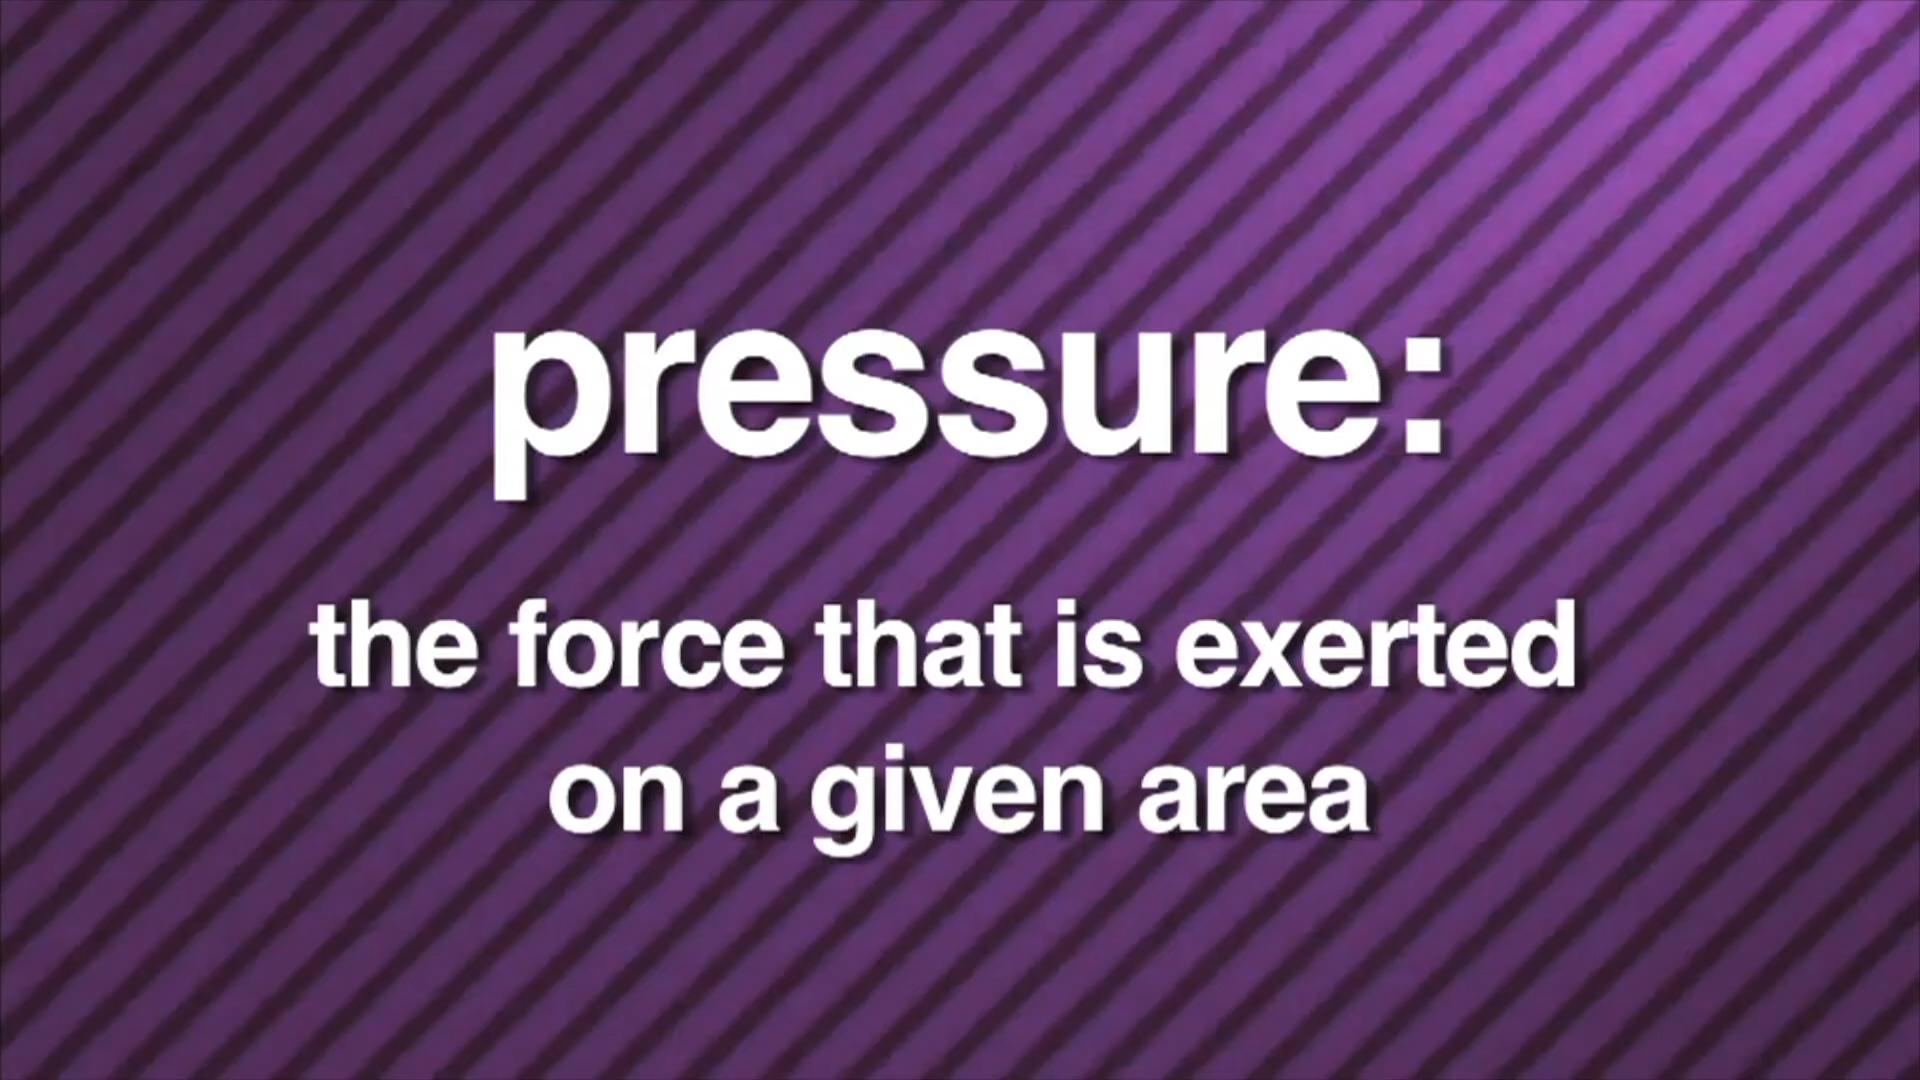 pressure:
the force that is exerted
on a given area